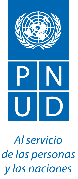 P N
U D
Al servicio
de las personas
y las naciones